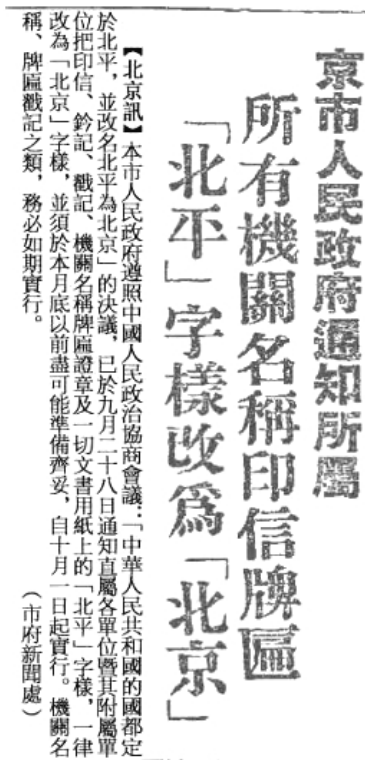 京市人民政府通知所屬
所有機關名稱印信牌匾
「北平」字樣改爲「北京」
【北京訊】本市人民政府遵照中國人民政治協商會議：「中華人民共和國的國都定
於北平，並改名北平為北京」的決議，已於九月二十八日通知直屬各單位暨其附屬單
位把印信、鈐記、戳記、機關名稱牌匾證章及一切文書用紙上的「北平」字樣，一律
改為「北京」字樣，並須於本月底以前盡可能準備齊妥，自十月一日起實行。機關名
稱、牌匾戳記之類，務必如期實行。
（市府新聞處）